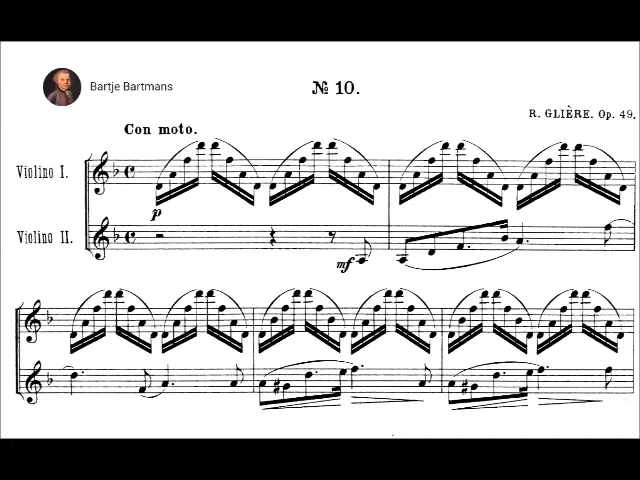 Bartje Bartmans
№ 10.
R. GLIÈRE. Op. 49.
Con moto.
Violino I.
p
Violino II.
mf